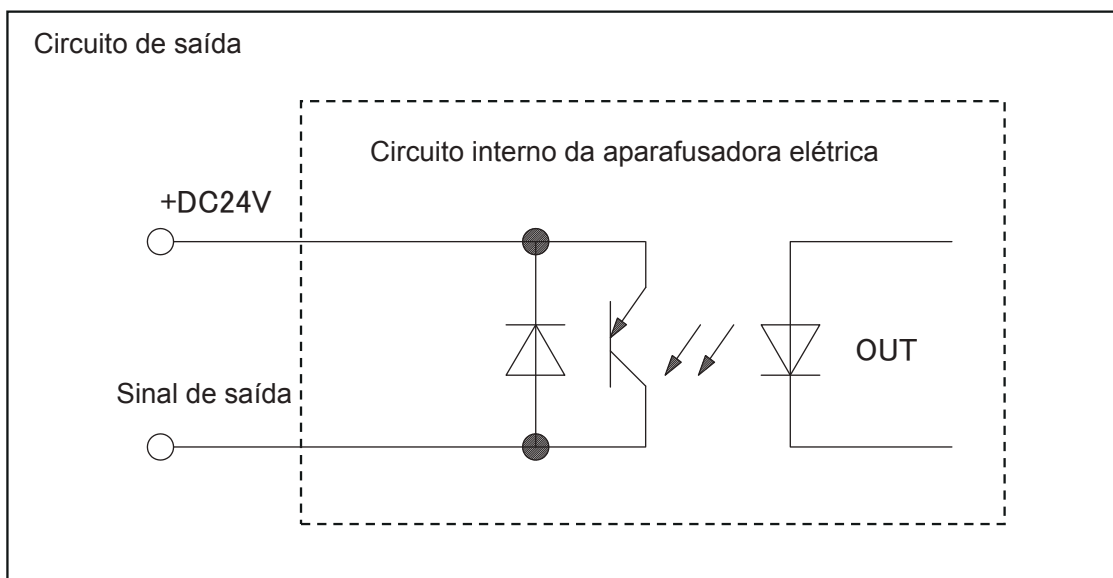 Circuito de saída
Circuito interno da aparafusadora elétrica
+DC24V
OUT
Sinal de saída